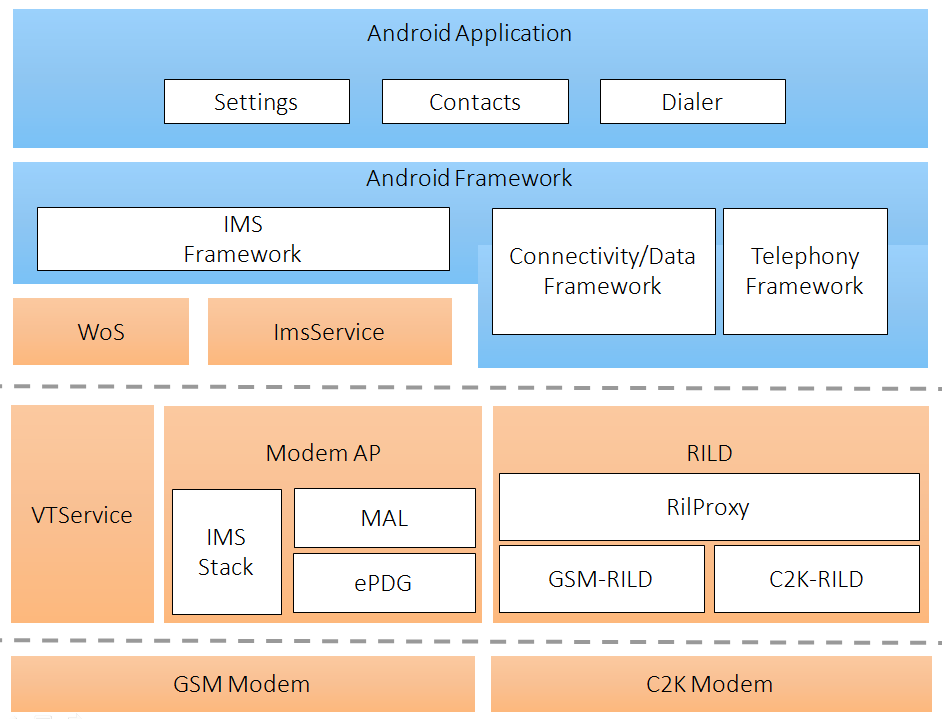 Android Application
Settings
Contacts
Dialer
Android Framework
IMS
Framework
Connectivity/Data
Framework
Telephony
Framework
WoS
ImsService
VTService
Modem AP
IMS
Stack
MAL
ePDG
RILD
RilProxy
GSM-RILD
C2K-RILD
GSM Modem
C2K Modem